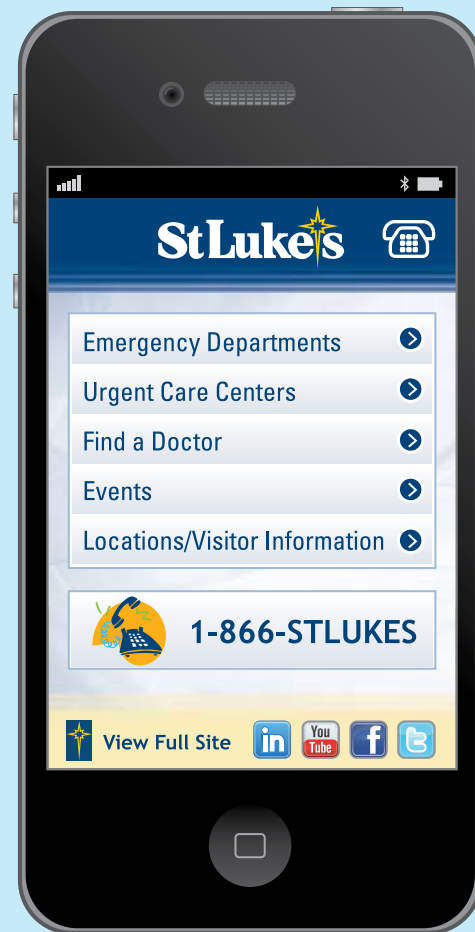 StLuke's
Emergency Departments
Urgent Care Centers
Find a Doctor
Events
Locations/Visitor Information
1-866-STLUKES
View Full Site
in
You
Tube
f
t